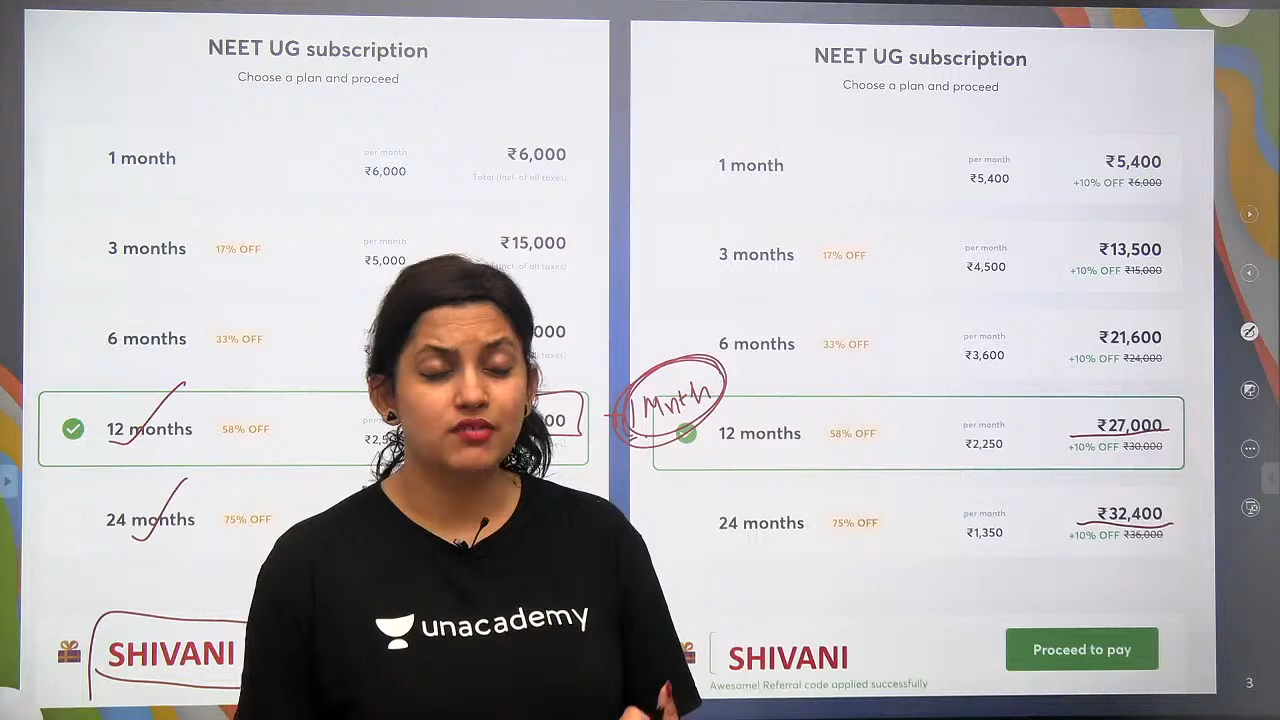 NEET UG subscription
Choose a plan and proceed
1 month
per month
₹6,000
₹6,000
Total (Incl. of all taxes)
3 months
17% OFF
per month
₹5,000
₹15,000
(Incl. of all taxes)
6 months
33% OFF
12 months
58% OFF
24 months
75% OFF
SHIVANI
unacademy
+ 1 Mnth
NEET UG subscription
Choose a plan and proceed
1 month
per month
₹5,400
₹5,400
+10% OFF ₹6,000
3 months
17% OFF
per month
₹4,500
₹13,500
+10% OFF ₹15,000
6 months
33% OFF
per month
₹3,600
₹21,600
+10% OFF ₹24,000
12 months
58% OFF
per month
₹2,250
₹27,000
+10% OFF ₹30,000
24 months
75% OFF
per month
₹1,350
₹32,400
+10% OFF ₹36,000
SHIVANI
Awesome! Referral code applied successfully
Proceed to pay
3